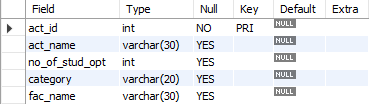 Field Type Null Key Default Extra
act_id int NO PRI NULL
act_name varchar(30) YES NULL
no_of_stud_opt int YES NULL
category varchar(20) YES NULL
fac_name varchar(30) YES NULL